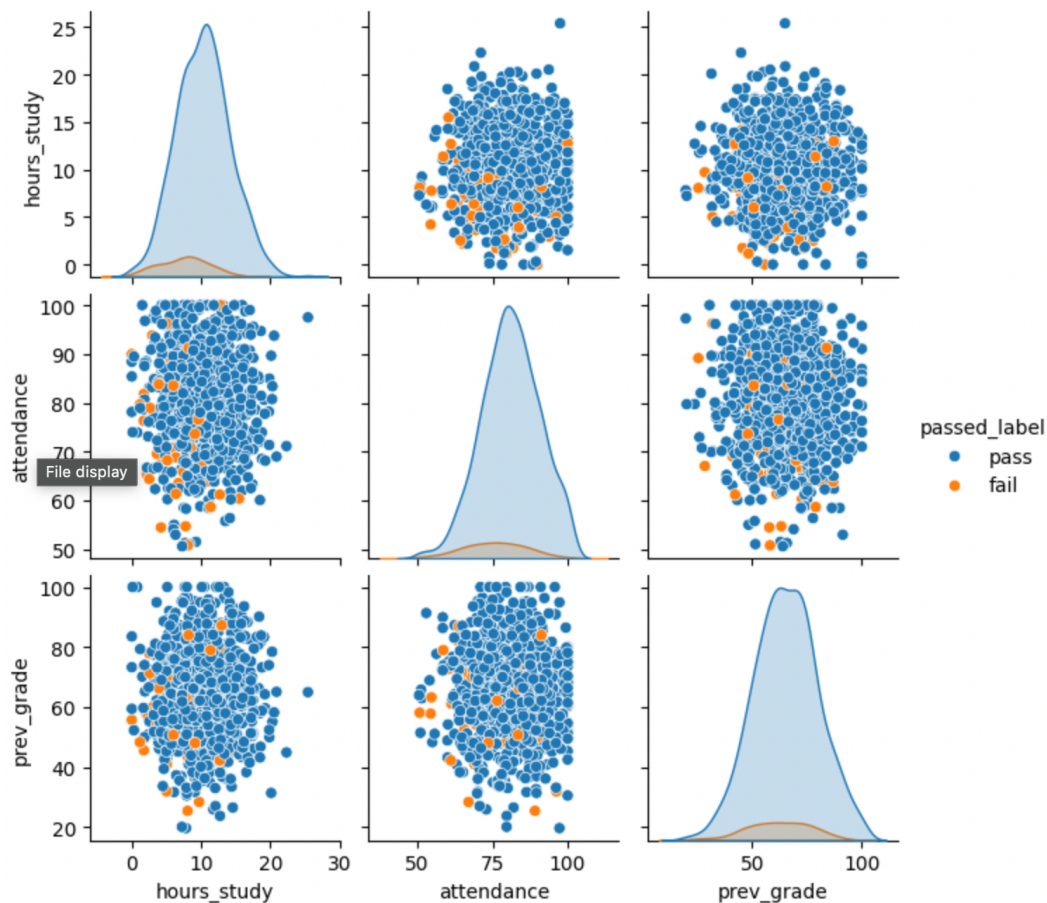 25
20
15
10
5
0
hours_study
100
90
80
70
60
50
attendance
File display
passed_label
pass
fail
100
80
60
40
20
prev_grade
0 10 20 30
50 75 100
50 100
hours_study
attendance
prev_grade